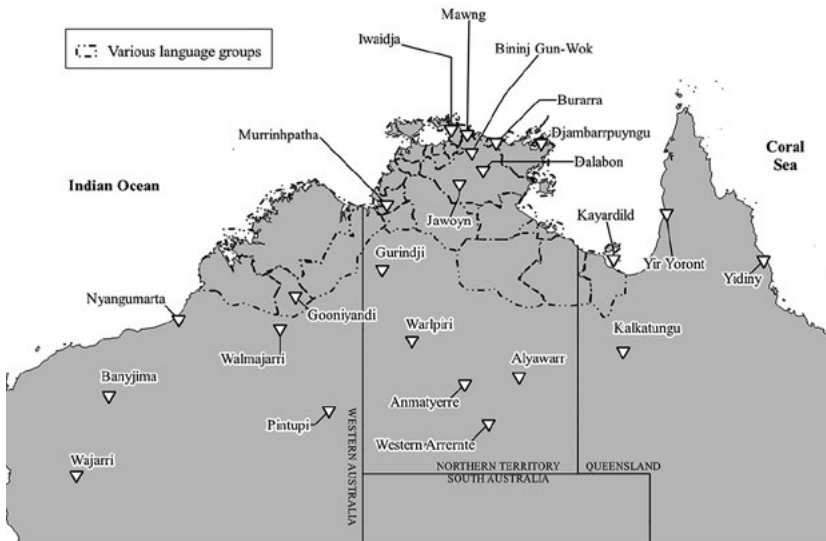 Various language groups
Mawng
Iwaidja
Bininj Gun-Wok
Burarra
Djambarrpuyngu
Murrinhpatha
Dalabon
Coral
Sea
Indian Ocean
Jawoyn
Kayardild
Gurindji
Yir Yoront
Yidiny
Nyangumarta
Gooniyandi
Warlpiri
Kalkatungu
Walmajarri
Alyawarr
Banyjima
Anmatyerre
Pintupi
Western Arrernte
WESTERN AUSTRALIA
Wajarri
NORTHERN TERRITORY
QUEENSLAND
SOUTH AUSTRALIA